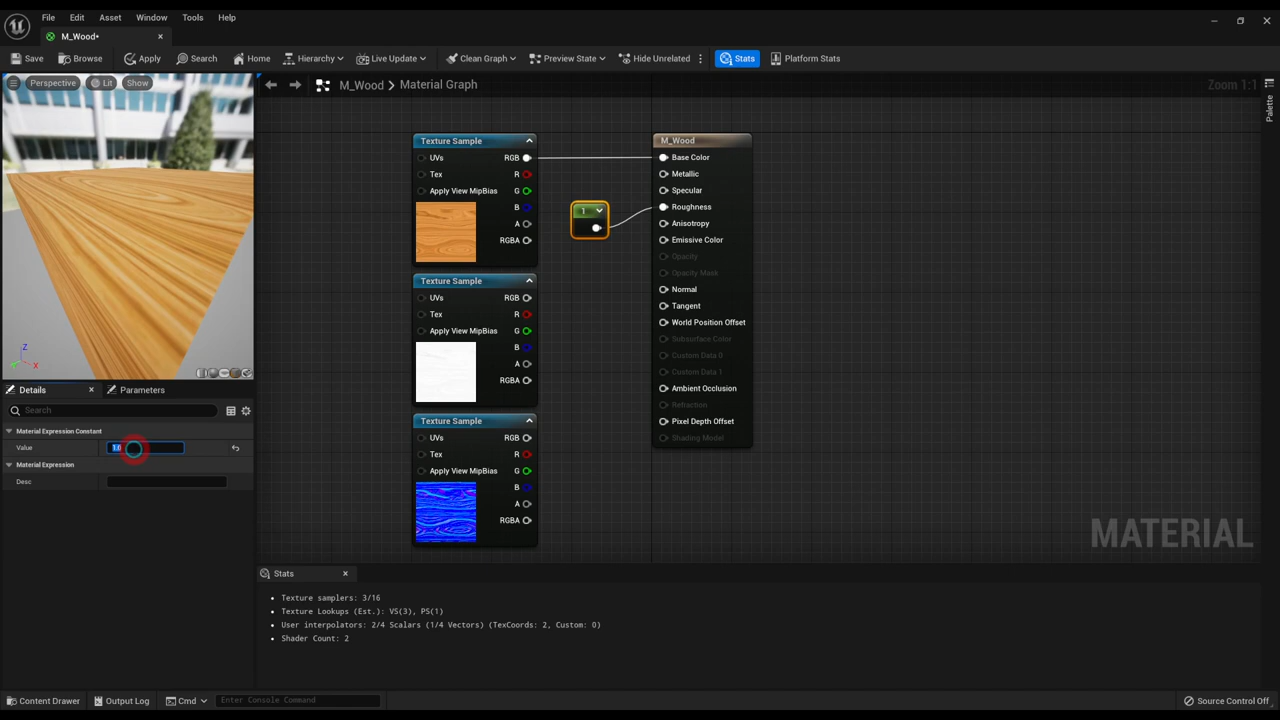 File Edit Asset Window Tools Help
M_Wood*
Save Browse Apply Search Home Hierarchy Live Update Clean Graph Preview State Hide Unrelated Stats Platform Stats
Perspective Lit Show
M_Wood > Material Graph
Zoom 1:1
Palette
Z
X
Texture Sample
UVs RGB
Tex R
Apply View MipBias G
B
A
RGBA
Texture Sample
UVs RGB
Tex R
Apply View MipBias G
B
A
RGBA
Texture Sample
UVs RGB
Tex R
Apply View MipBias G
B
A
RGBA
1
M_Wood
Base Color
Metallic
Specular
Roughness
Anisotropy
Emissive Color
Opacity
Opacity Mask
Normal
Tangent
World Position Offset
Subsurface Color
Custom Data 0
Custom Data 1
Ambient Occlusion
Refraction
Pixel Depth Offset
Shading Model
MATERIAL
Details Parameters
Search
Material Expression Constant
Value 1.0
Material Expression
Desc
Stats
Texture samplers: 3/16
Texture Lookups (Est.): VS(3), PS(1)
User interpolators: 2/4 Scalars (1/4 Vectors) (TexCoords: 2, Custom: 0)
Shader Count: 2
Content Drawer Output Log Cmd Enter Console Command Source Control Off